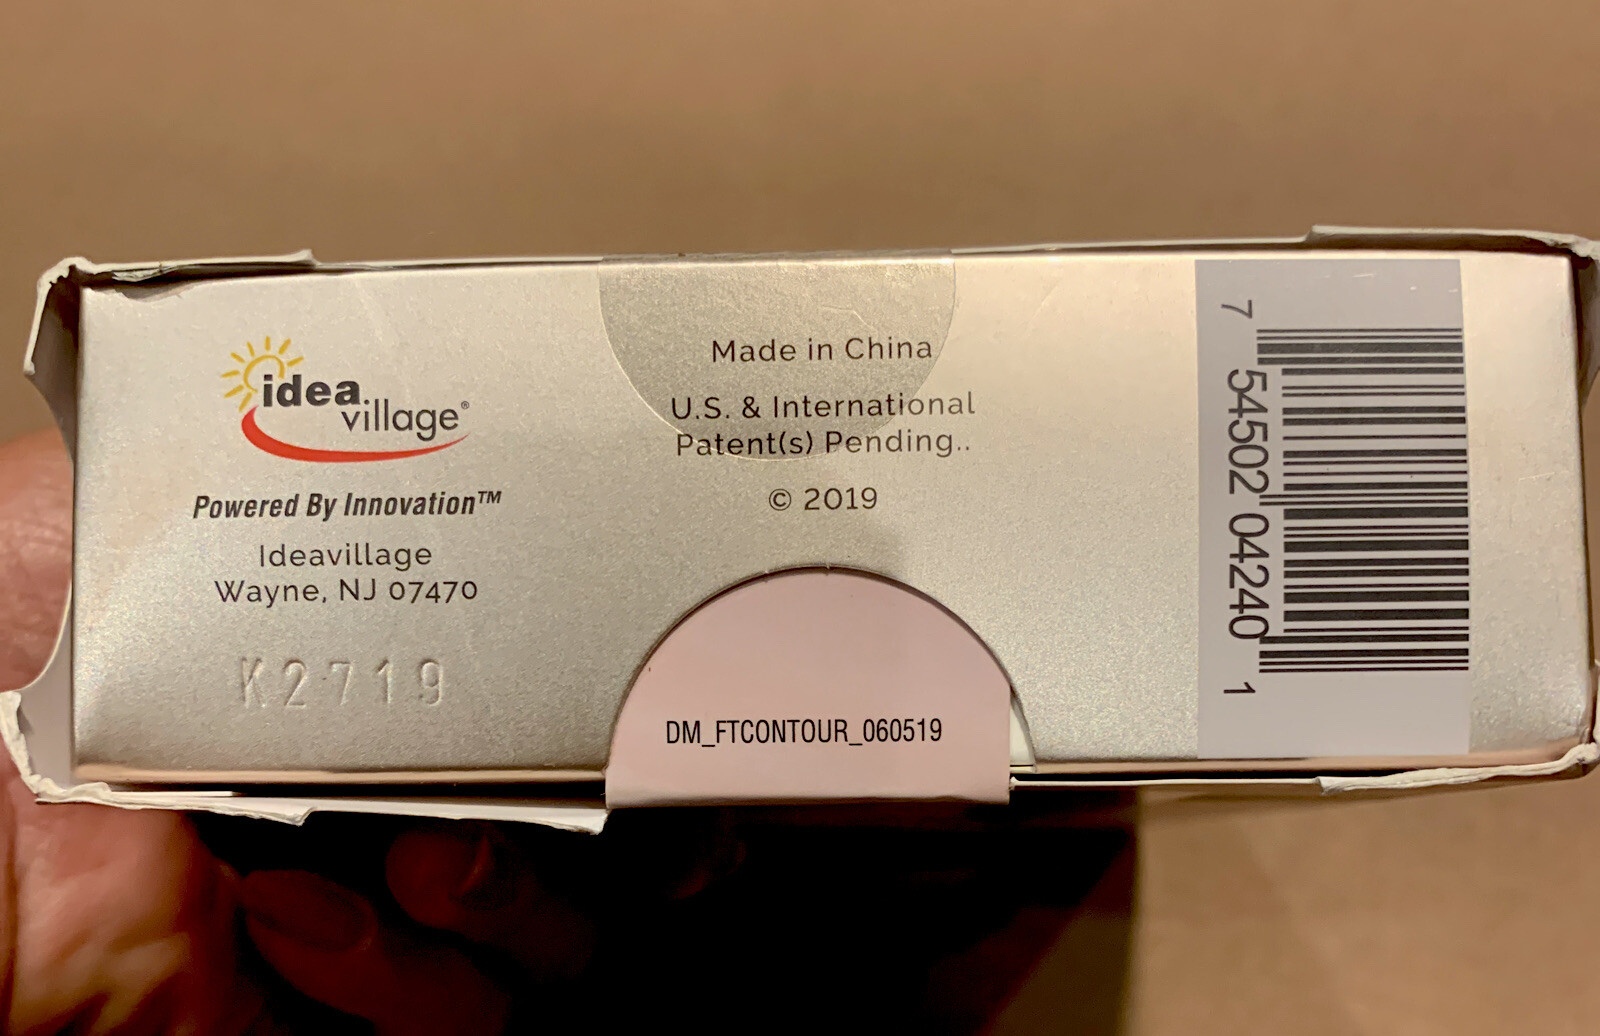 idea
village®
Powered By Innovation™
Ideavillage
Wayne, NJ 07470
K2719
Made in China
U.S. & International
Patent(s) Pending..
© 2019
DM_FTCONTOUR_060519
7 54502 04240 1